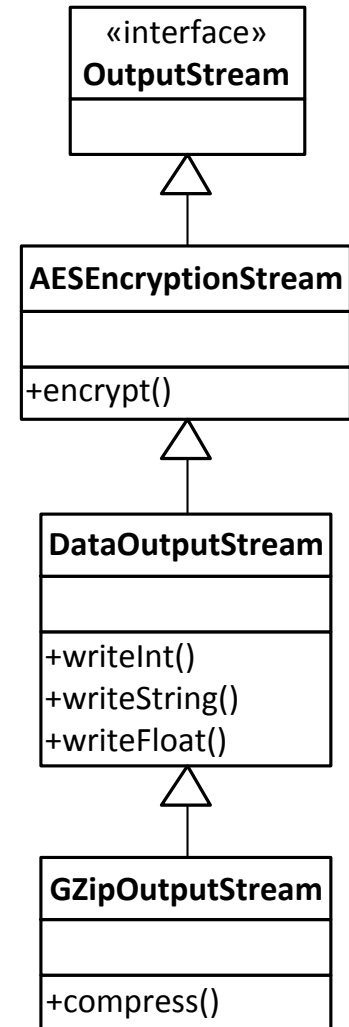 «interface»
OutputStream
AESEncryptionStream
+encrypt()
DataOutputStream
+writeInt()
+writeString()
+writeFloat()
GZipOutputStream
+compress()